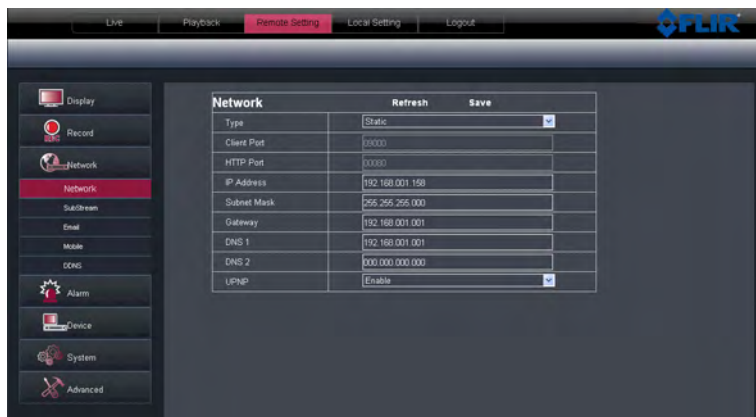 Live Playback Remote Setting Local Setting Logout
FLIR
Display
Record
Network
Network
SubStream
Email
Mobile
DDNS
Alarm
Device
System
Advanced
Network Refresh Save
Type Static
Client Port 09000
HTTP Port 00080
IP Address 192.168.001.158
Subnet Mask 255.255.255.000
Gateway 192.168.001.001
DNS 1 192.168.001.001
DNS 2 000.000.000.000
UPNP Enable